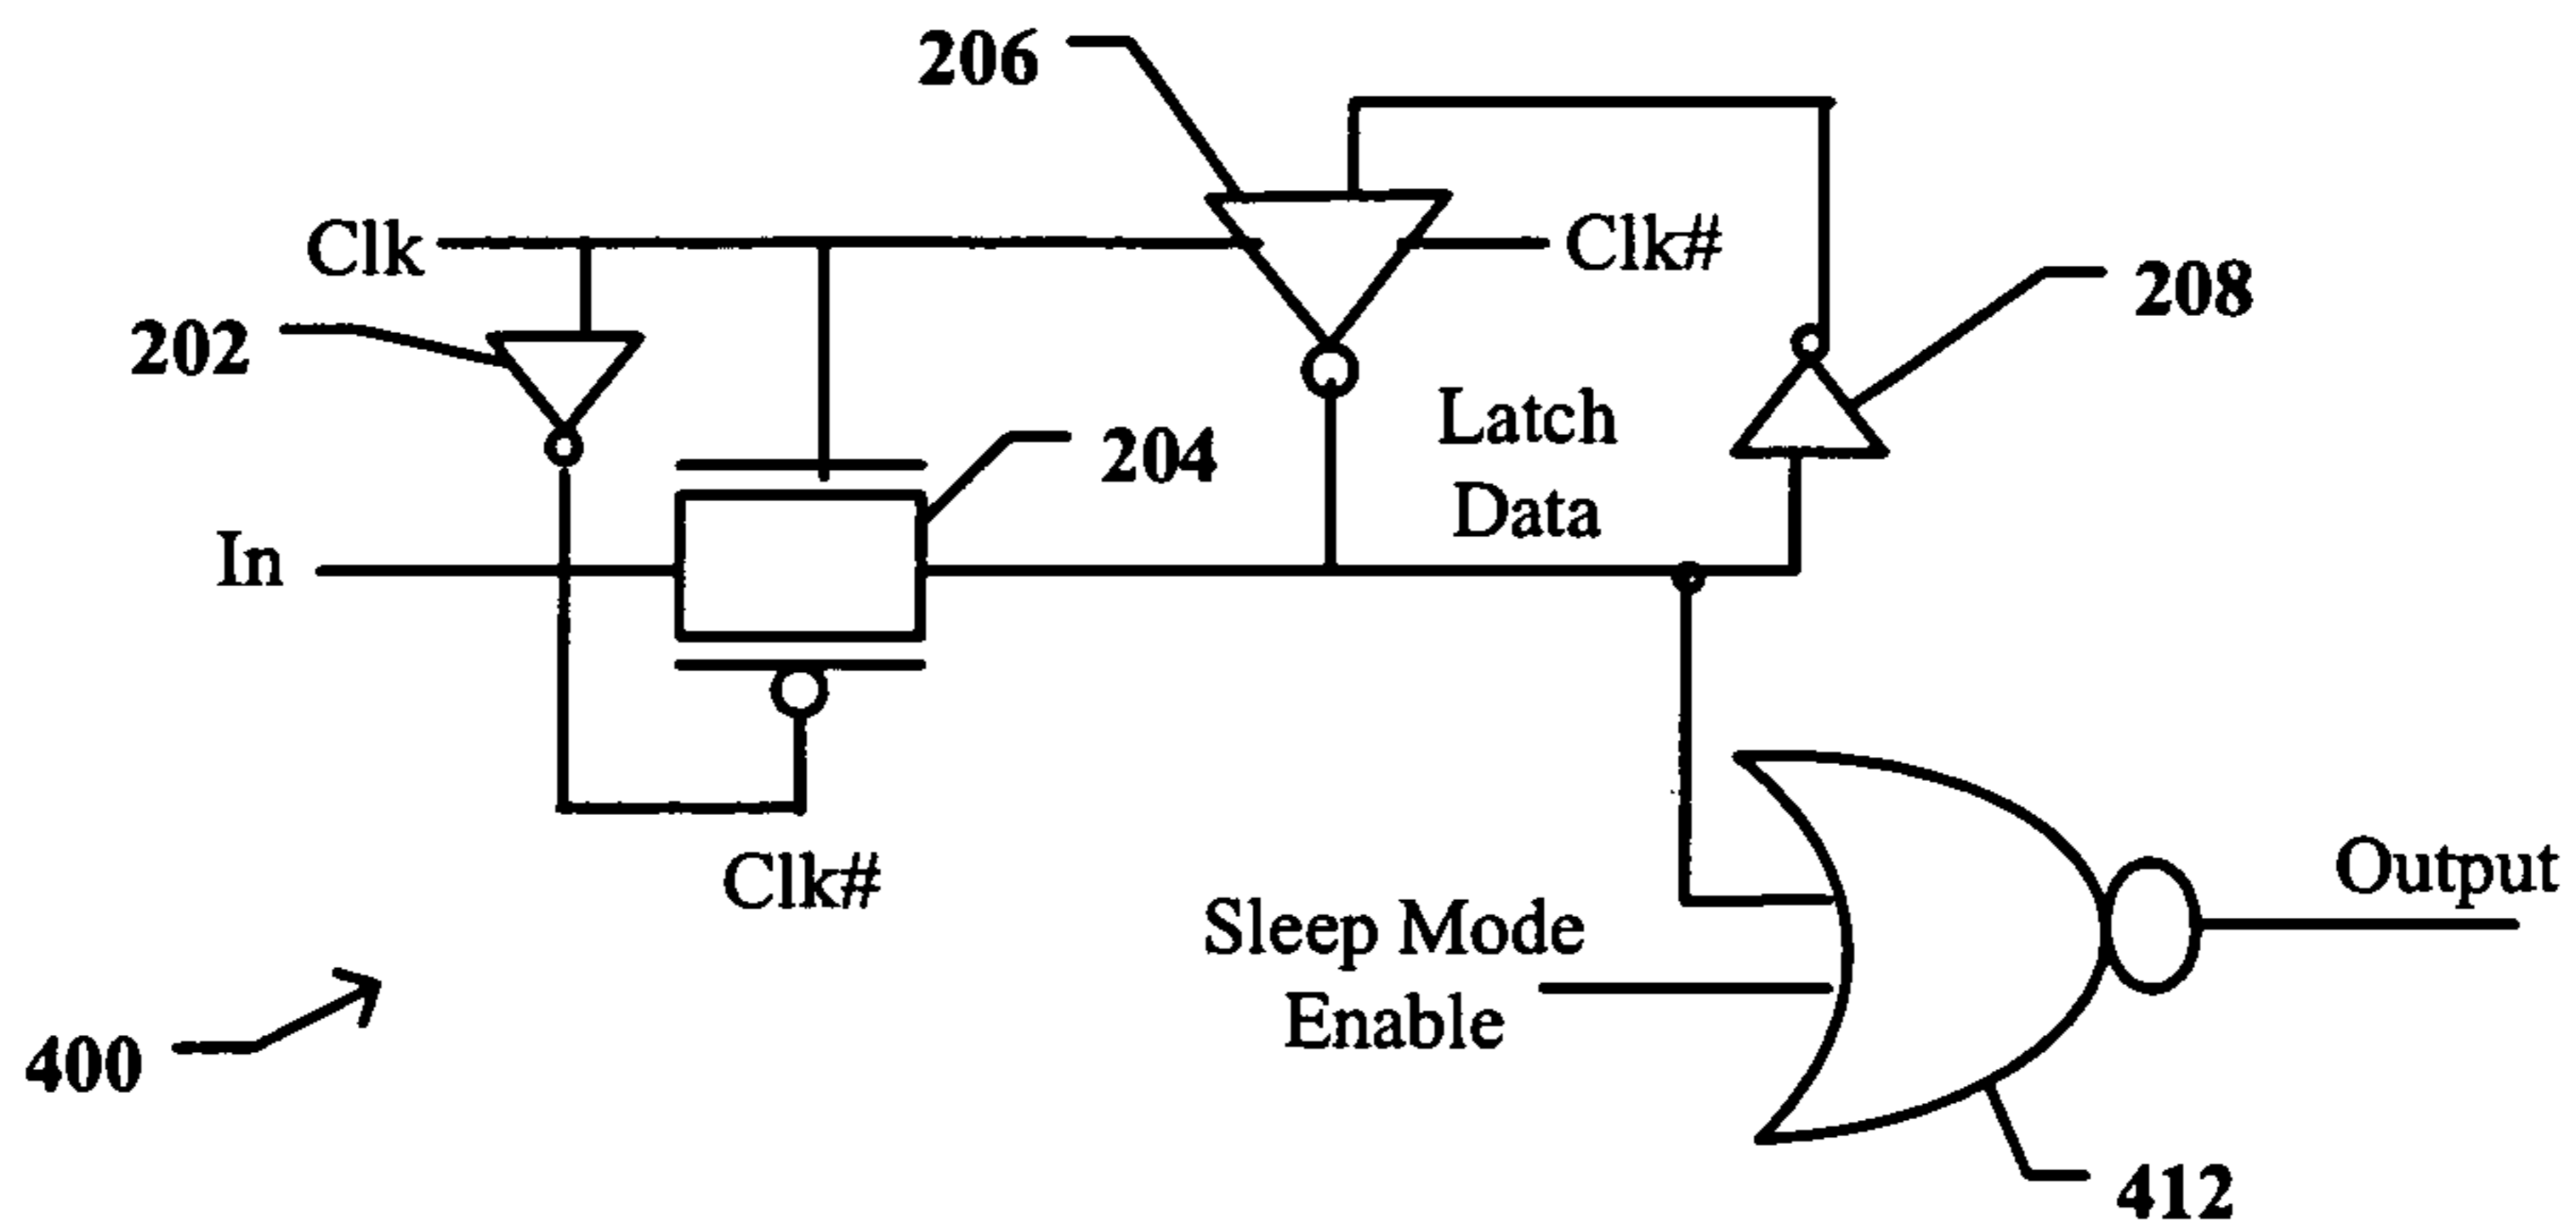 206
Clk
Clk#
208
202
Latch
Data
204
In
Clk#
Output
Sleep Mode
Enable
400
412